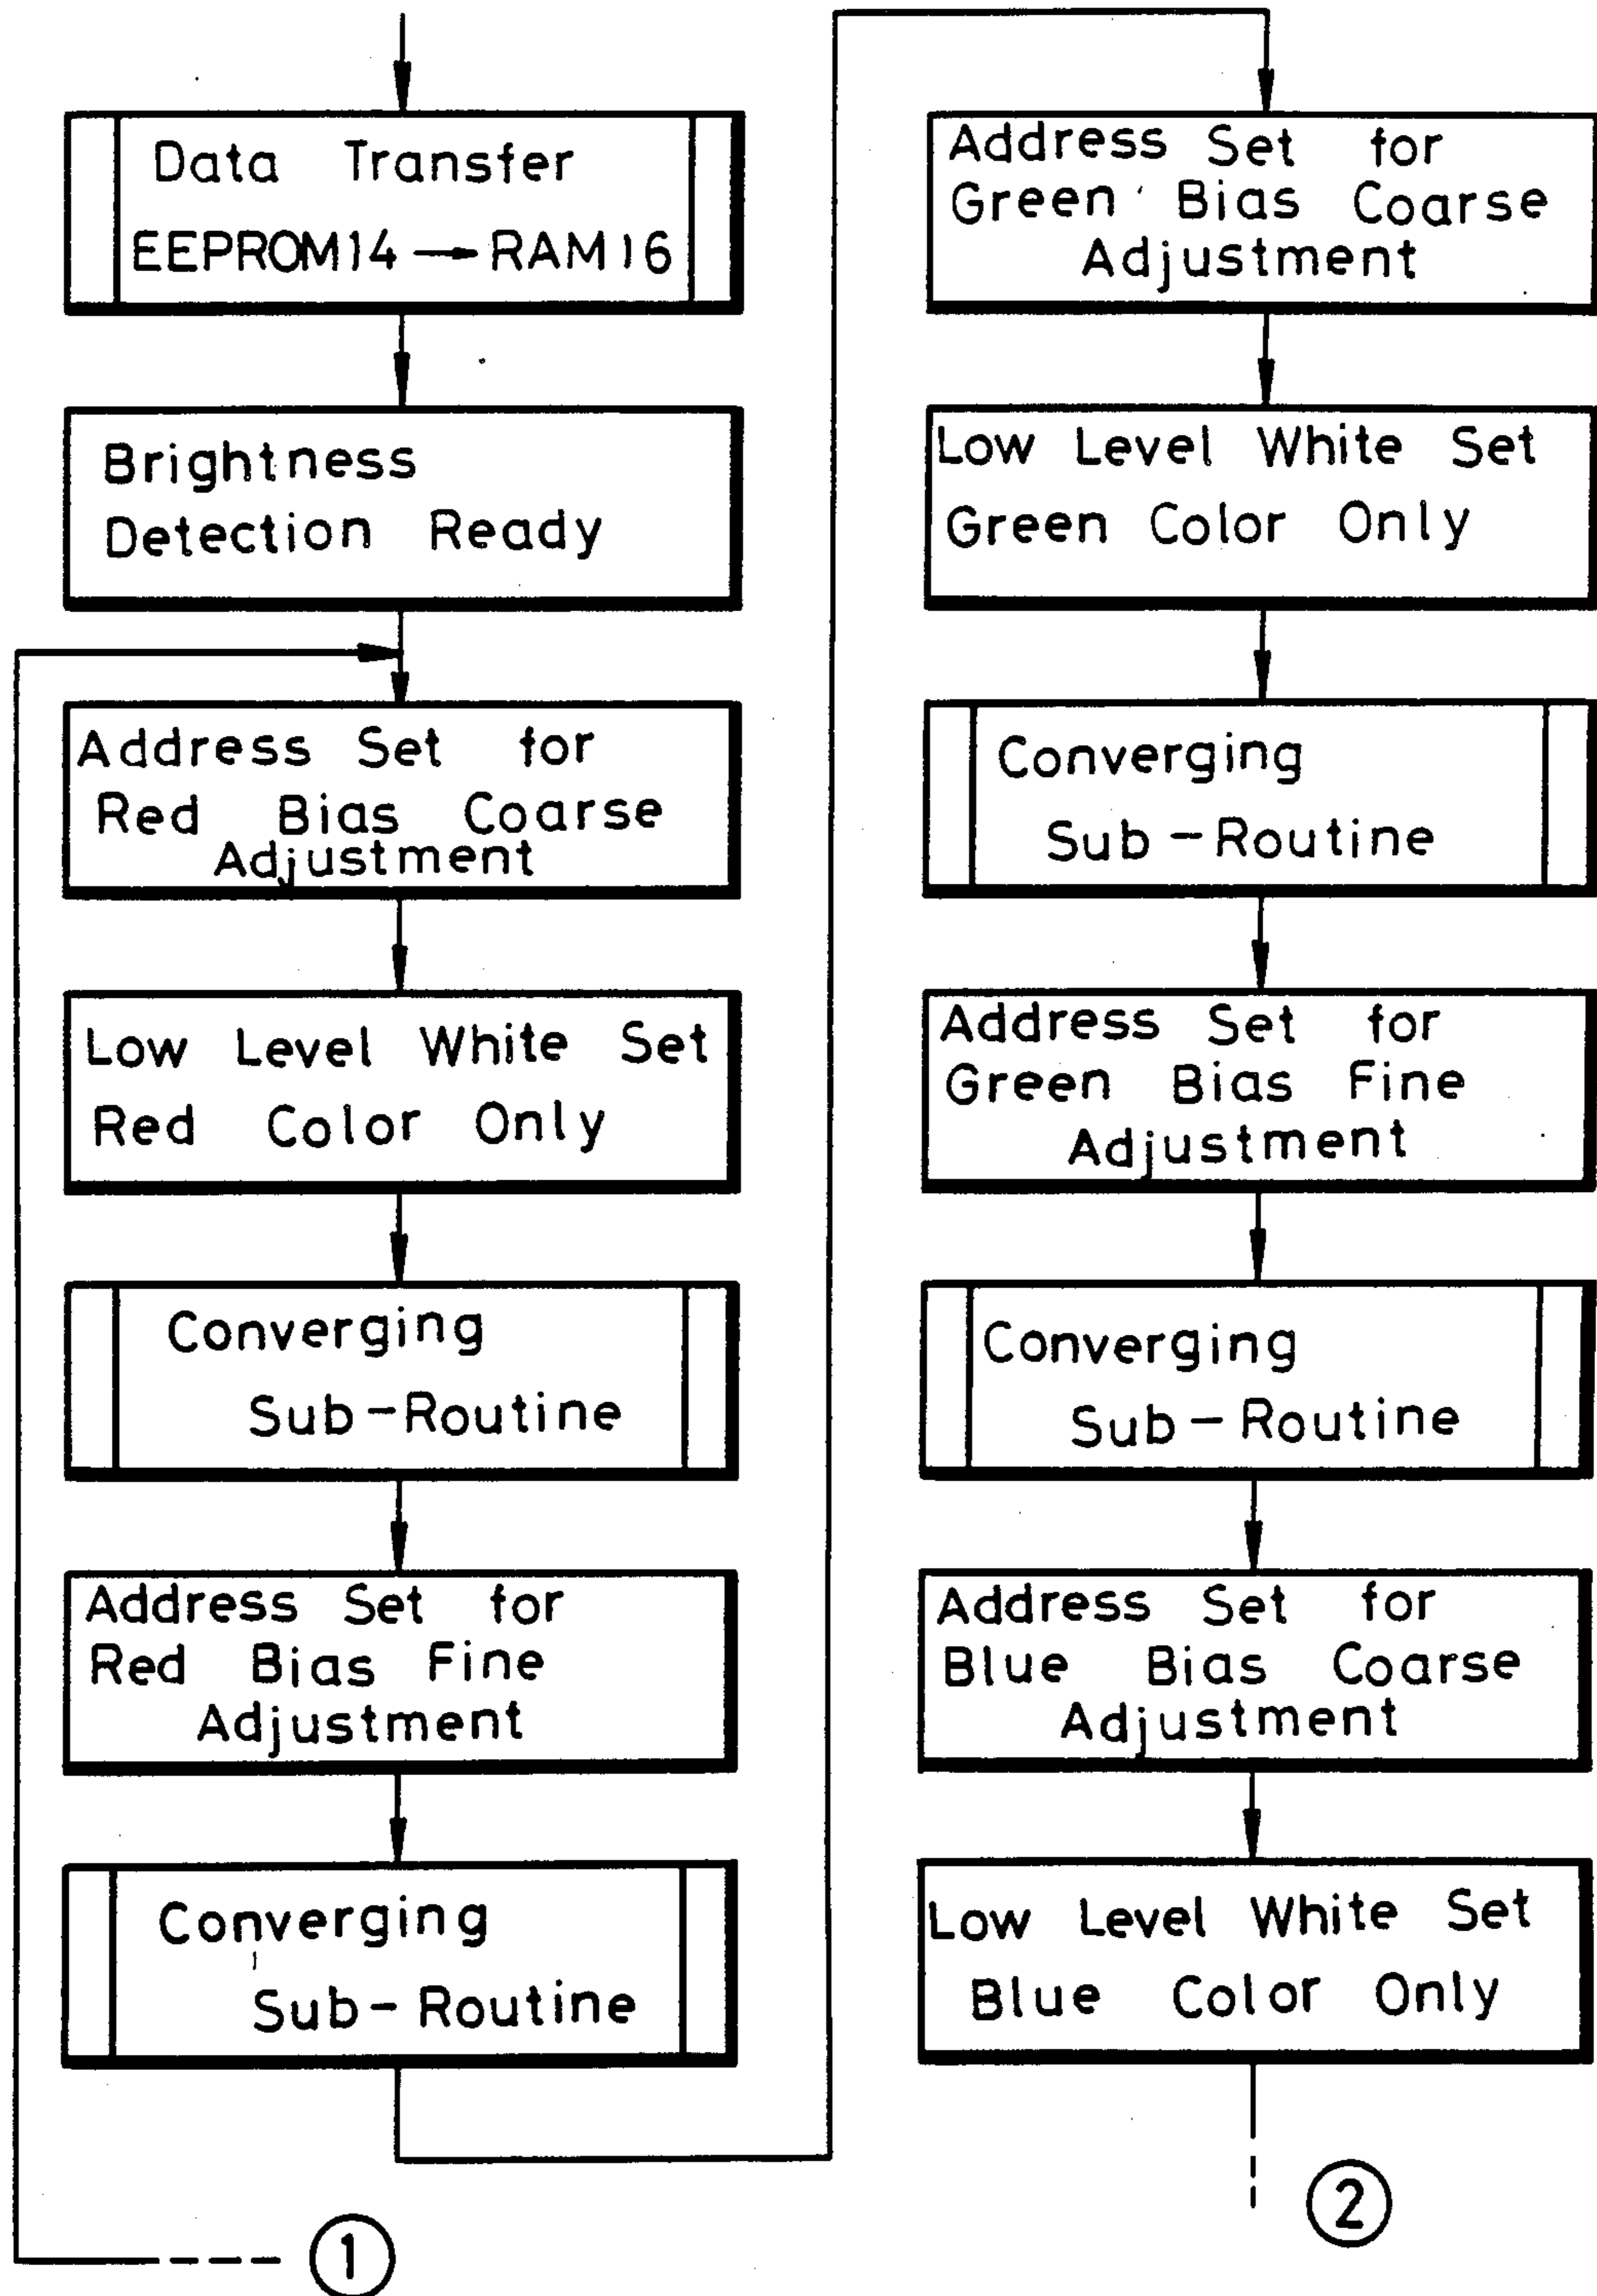 Data Transfer
EEPROM14 → RAM16
Brightness
Detection Ready
Address Set for
Red Bias Coarse
Adjustment
Low Level White Set
Red Color Only
Converging
Sub-Routine
Address Set for
Red Bias Fine
Adjustment
Converging
Sub-Routine
1
Address Set for
Green Bias Coarse
Adjustment
Low Level White Set
Green Color Only
Converging
Sub-Routine
Address Set for
Green Bias Fine
Adjustment
Converging
Sub-Routine
Address Set for
Blue Bias Coarse
Adjustment
Low Level White Set
Blue Color Only
2